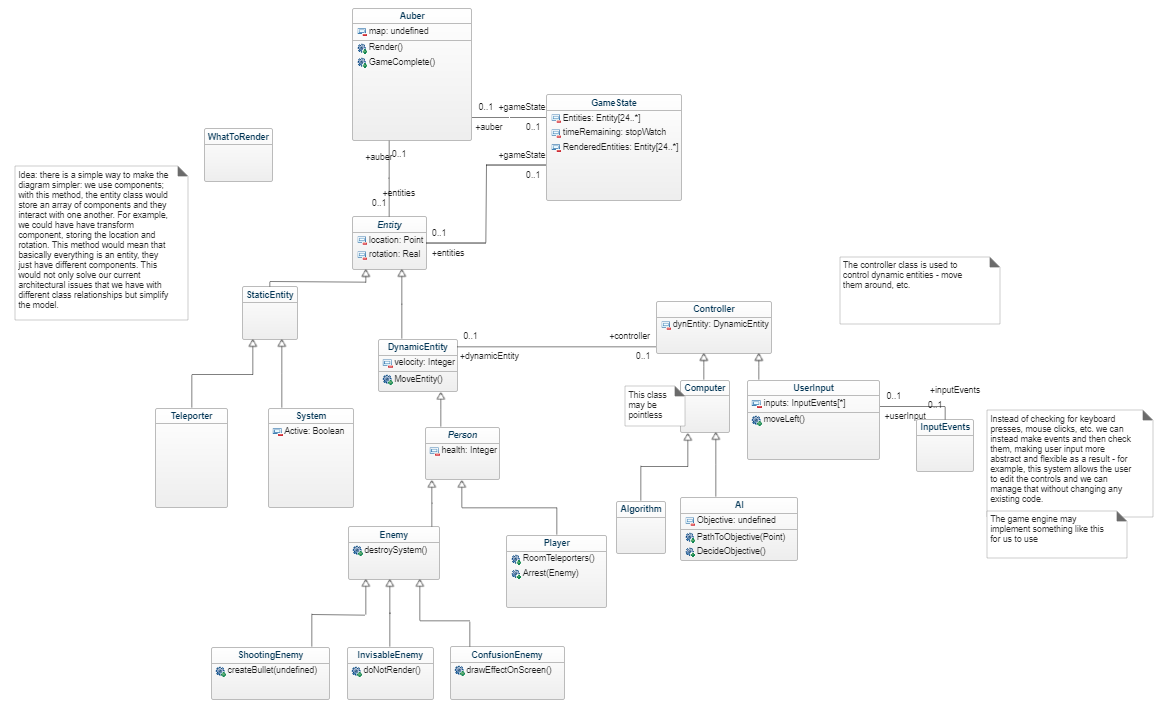 Auber
map: undefined
Render()
GameComplete()
0..1 +gameState
+auber 0..1
GameState
Entities: Entity[24..*]
timeRemaining: stopWatch
RenderedEntities: Entity[24..*]
WhatToRender
+auber 0..1
+gameState
0..1
Idea: there is a simple way to make the
diagram simpler: we use components;
with this method, the entity class would
store an array of components and they
interact with one another. For example,
we could have have transform
component, storing the location and
rotation. This method would mean that
basically everything is an entity, they
just have different components. This
would not only solve our current
architectural issues that we have with
different class relationships but simplify
the model.
+entities
0..1
Entity
location: Point
rotation: Real
0..1
+entities
The controller class is used to
control dynamic entities - move
them around, etc.
StaticEntity
Controller
dynEntity: DynamicEntity
DynamicEntity
velocity: Integer
MoveEntity()
0..1
+dynamicEntity
+controller
0..1
This class
may be
pointless
Computer
UserInput
inputs: InputEvents[*]
moveLeft()
0..1
+userInput
+inputEvents
0..1
InputEvents
Instead of checking for keyboard
presses, mouse clicks, etc. we can
instead make events and then check
them, making user input more
abstract and flexible as a result - for
example, this system allows the user
to edit the controls and we can
manage that without changing any
existing code.
The game engine may
implement something like this
for us to use
Teleporter
System
Active: Boolean
Person
health: Integer
Algorithm
AI
Objective: undefined
PathToObjective(Point)
DecideObjective()
Enemy
destroySystem()
Player
RoomTeleporters()
Arrest(Enemy)
ShootingEnemy
createBullet(undefined)
InvisableEnemy
doNotRender()
ConfusionEnemy
drawEffectOnScreen()